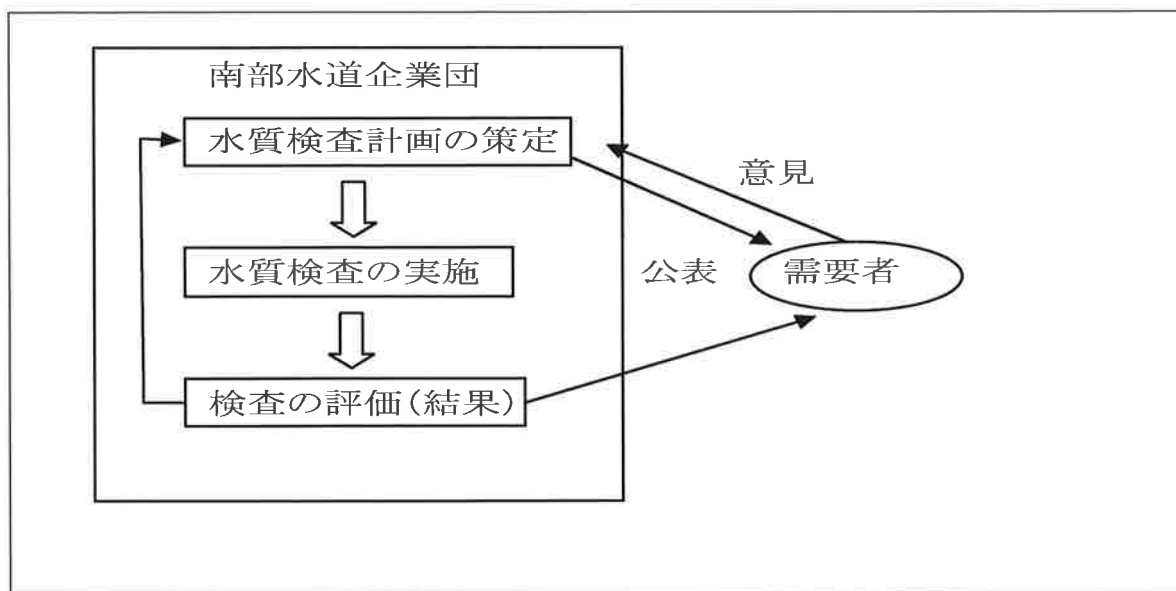 南部水道企業団
水質検査計画の策定
意見
水質検査の実施
公表
需要者
検査の評価(結果)